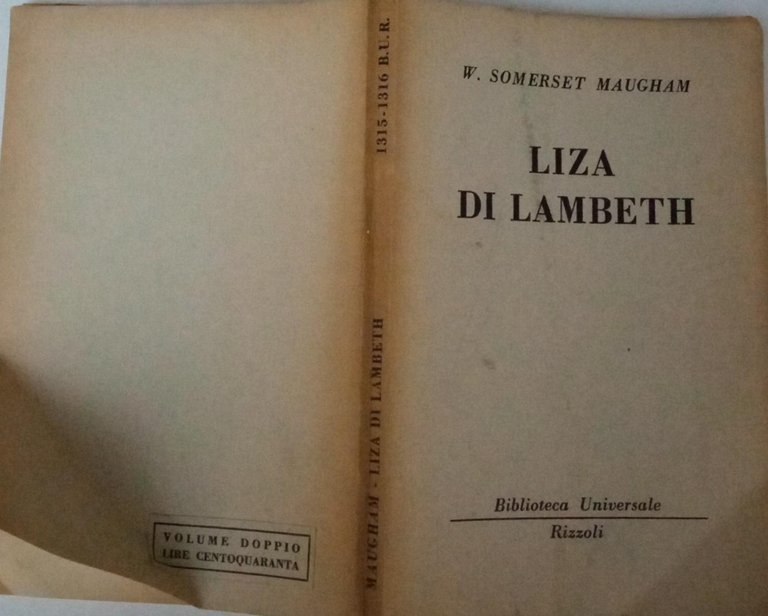 W. SOMERSET MAUGHAM
LIZA
DI LAMBETH
Biblioteca Universale
Rizzoli
MAUGHAM - LIZA DI LAMBETH
1315-1316 B.U.R.
VOLUME DOPPIO
LIRE CENTOQUARANTA